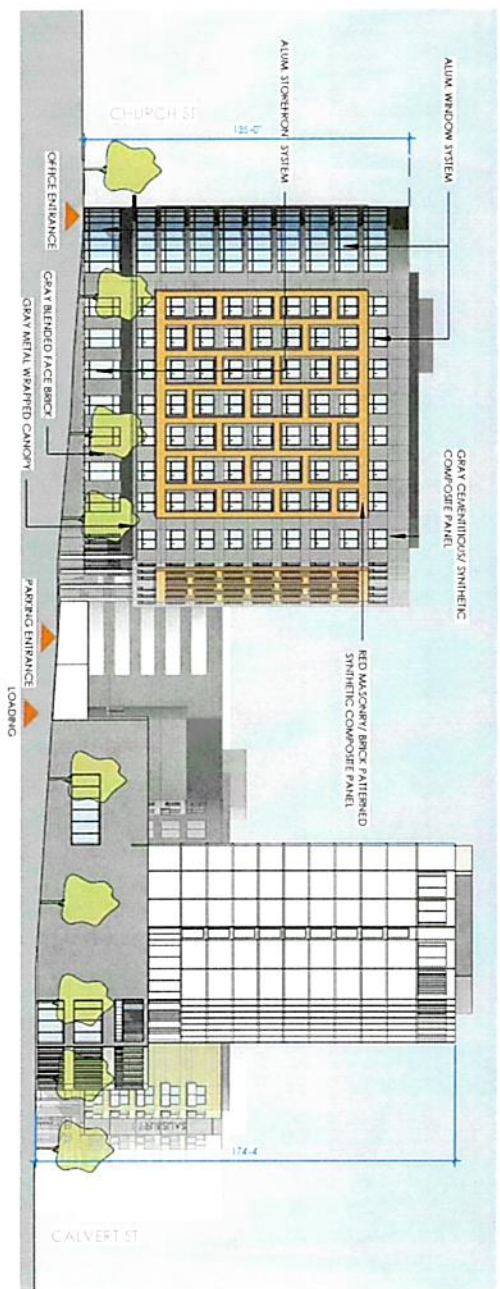 ALUM. WINDOW SYSTEM
ALUM. STOREFRONT SYSTEM
GRAY CEMENTITIOUS/ SYNTHETIC
COMPOSITE PANEL
RED MASONRY/ BRICK PATTERNED
SYNTHETIC COMPOSITE PANEL
135'-0"
174'-4"
CHURCH ST
CALVERT ST
OFFICE ENTRANCE
GRAY BLENDED FACE BRICK
GRAY METAL WRAPPED CANOPY
PARKING ENTRANCE
LOADING